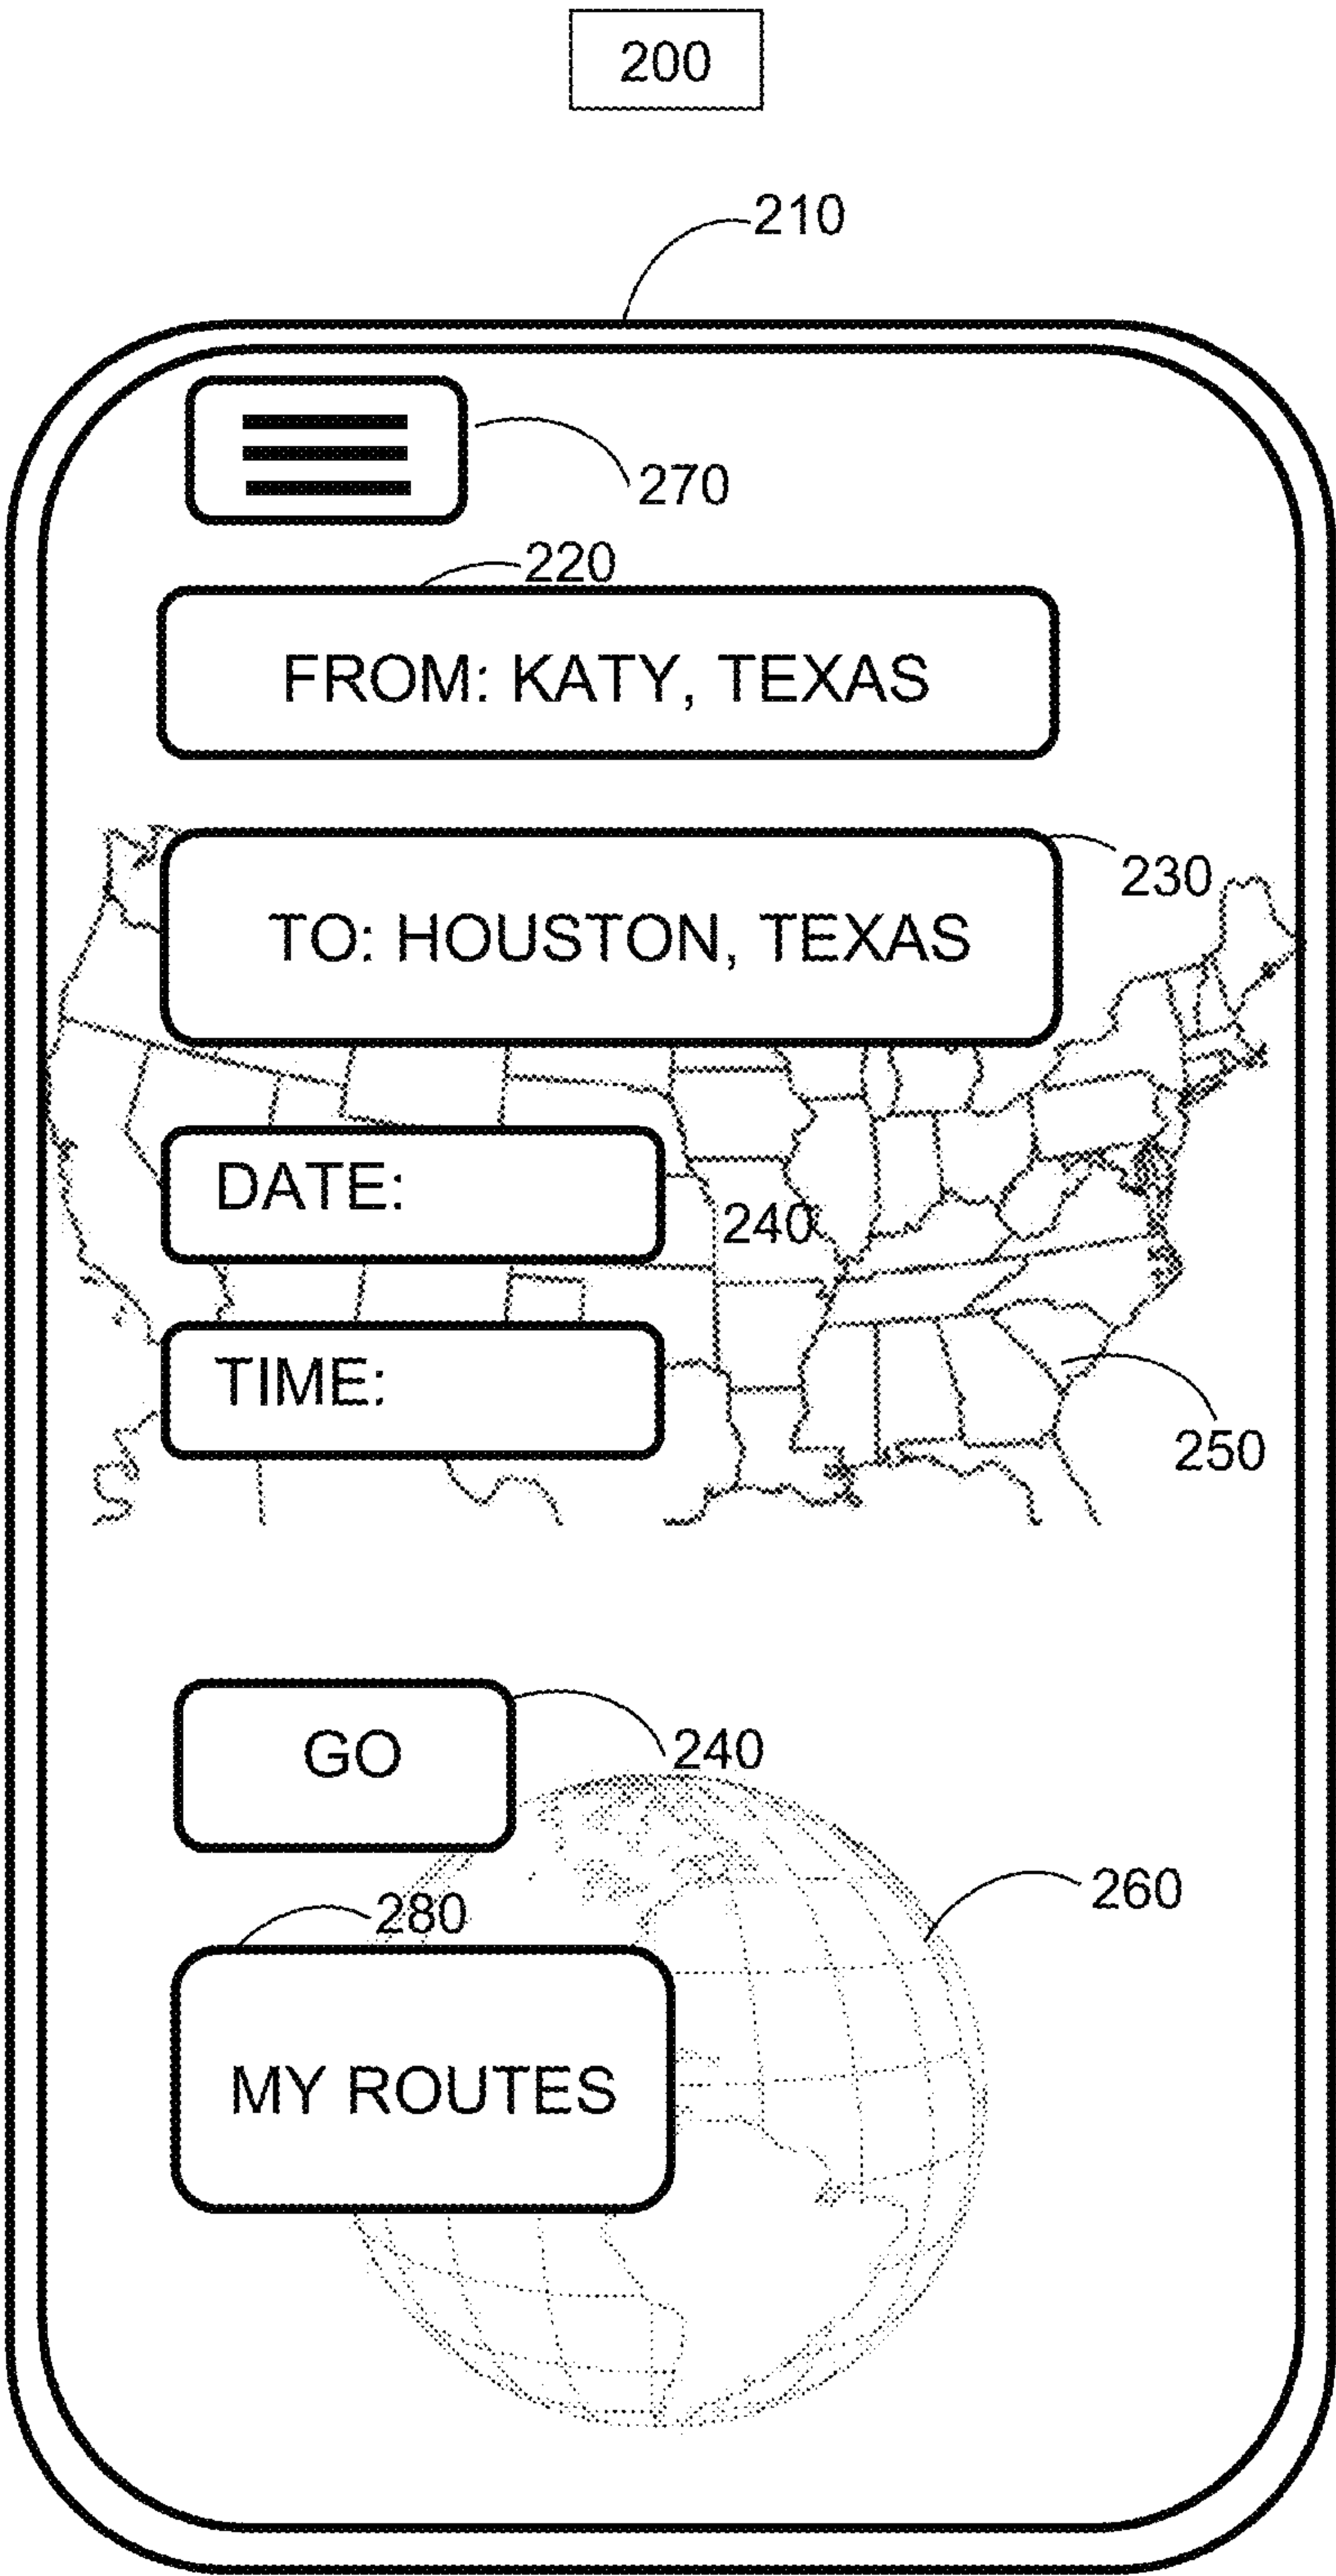 200
210
270
220
FROM: KATY, TEXAS
230
TO: HOUSTON, TEXAS
DATE:
240
TIME:
250
GO
240
260
280
MY ROUTES